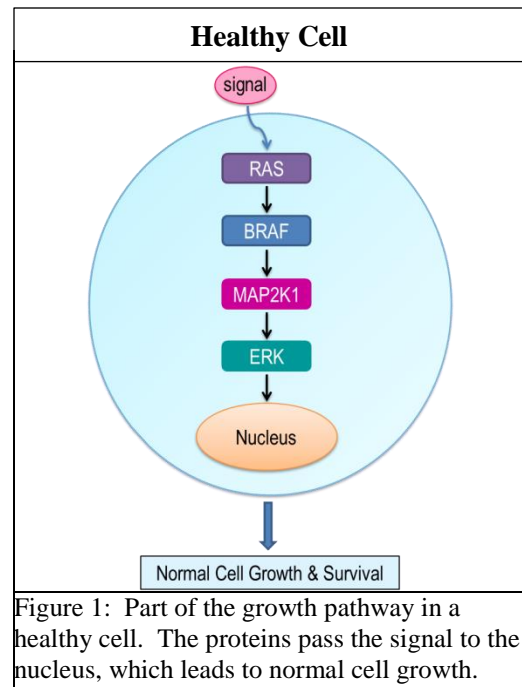 Healthy Cell
signal
RAS
BRAF
MAP2K1
ERK
Nucleus
Normal Cell Growth & Survival
Figure 1: Part of the growth pathway in a
healthy cell. The proteins pass the signal to the
nucleus, which leads to normal cell growth.